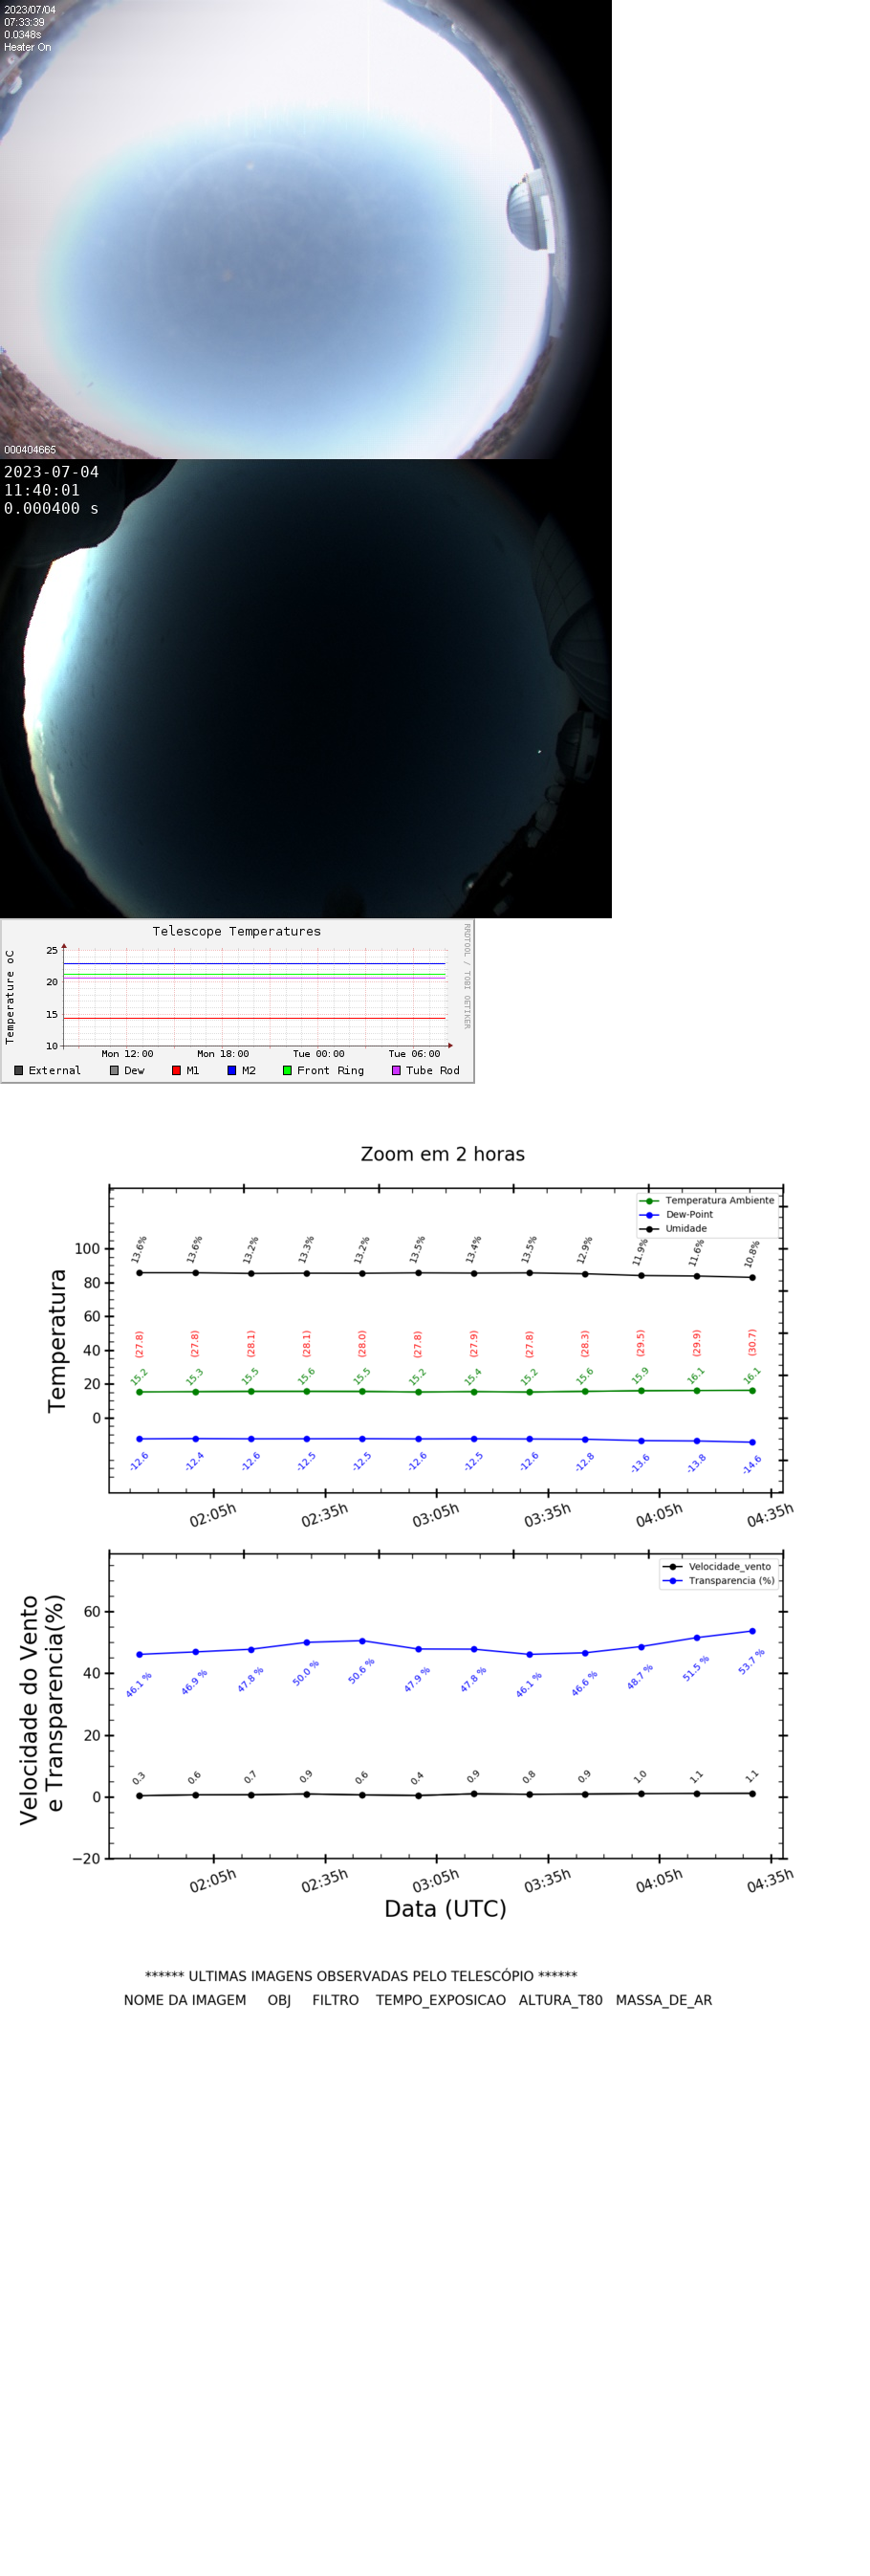 2023/07/04
07:33:39
0.0348s
Heater On
000404665
2023-07-04
11:40:01
0.000400 s
Telescope Temperatures
RRDTOOL / TOBI OETIKER
Temperature oC
25
20
15
10
Mon 12:00 Mon 18:00 Tue 00:00 Tue 06:00
External Dew M1 M2 Front Ring Tube Rod
Zoom em 2 horas
Temperatura Ambiente
Dew-Point
Umidade
Temperatura
100
80
60
40
20
0
13.6% 13.6% 13.2% 13.3% 13.2% 13.5% 13.4% 13.5% 12.9% 11.9% 11.6% 10.8%
(27.8) (27.8) (28.1) (28.1) (28.0) (27.8) (27.9) (27.8) (28.3) (29.5) (29.9) (30.7)
15.2 15.3 15.5 15.6 15.5 15.2 15.4 15.2 15.6 15.9 16.1 16.1
-12.6 -12.4 -12.6 -12.5 -12.5 -12.6 -12.5 -12.6 -12.8 -13.6 -13.8 -14.6
02:05h 02:35h 03:05h 03:35h 04:05h 04:35h
Velocidade_vento
Transparencia (%)
Velocidade do Vento
e Transparencia(%)
60
40
20
0
−20
46.1 % 46.9 % 47.8 % 50.0 % 50.6 % 47.9 % 47.8 % 46.1 % 46.6 % 48.7 % 51.5 % 53.7 %
0.3 0.6 0.7 0.9 0.6 0.4 0.9 0.8 0.9 1.0 1.1 1.1
02:05h 02:35h 03:05h 03:35h 04:05h 04:35h
Data (UTC)
****** ULTIMAS IMAGENS OBSERVADAS PELO TELESCÓPIO ******
NOME DA IMAGEM OBJ FILTRO TEMPO_EXPOSICAO ALTURA_T80 MASSA_DE_AR